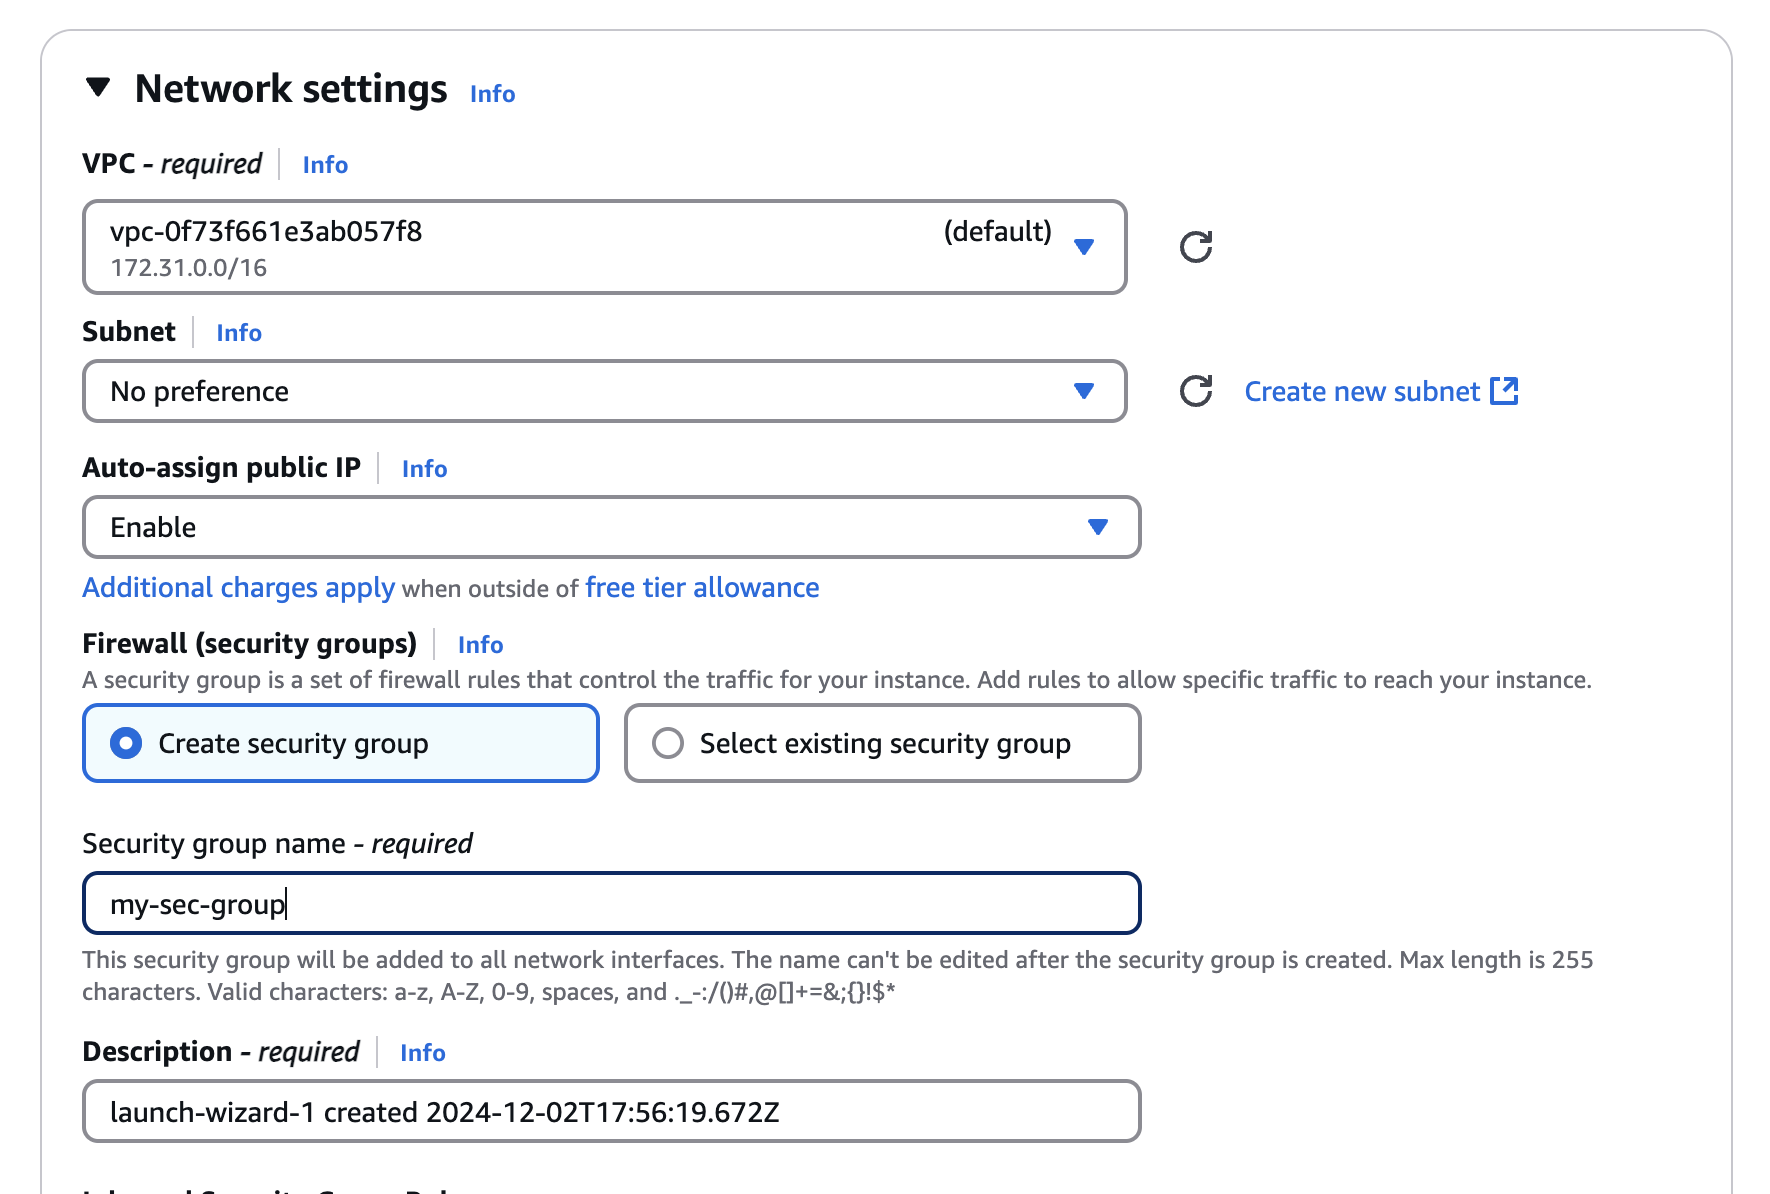 Network settings Info
VPC - required Info
vpc-0f73f661e3ab057f8 (default)
172.31.0.0/16
Subnet Info
No preference
Create new subnet
Auto-assign public IP Info
Enable
Additional charges apply when outside of free tier allowance
Firewall (security groups) Info
A security group is a set of firewall rules that control the traffic for your instance. Add rules to allow specific traffic to reach your instance.
Create security group
Select existing security group
Security group name - required
my-sec-group
This security group will be added to all network interfaces. The name can't be edited after the security group is created. Max length is 255
characters. Valid characters: a-z, A-Z, 0-9, spaces, and ._-:/()#,@[]+=&;{}!$*
Description - required Info
launch-wizard-1 created 2024-12-02T17:56:19.672Z